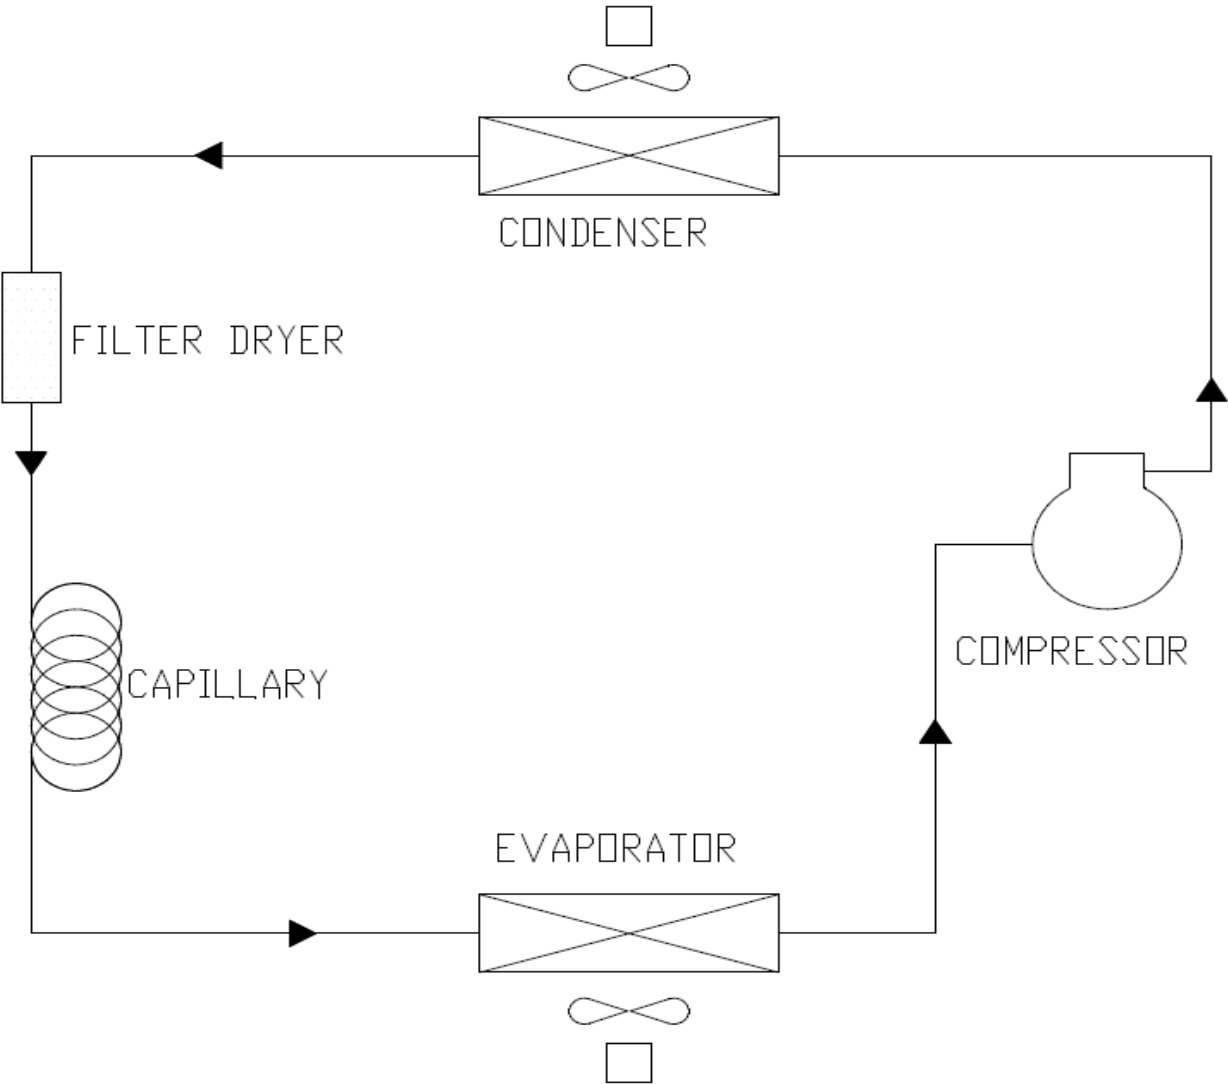 CONDENSER
FILTER DRYER
COMPRESSOR
CAPILLARY
EVAPORATOR